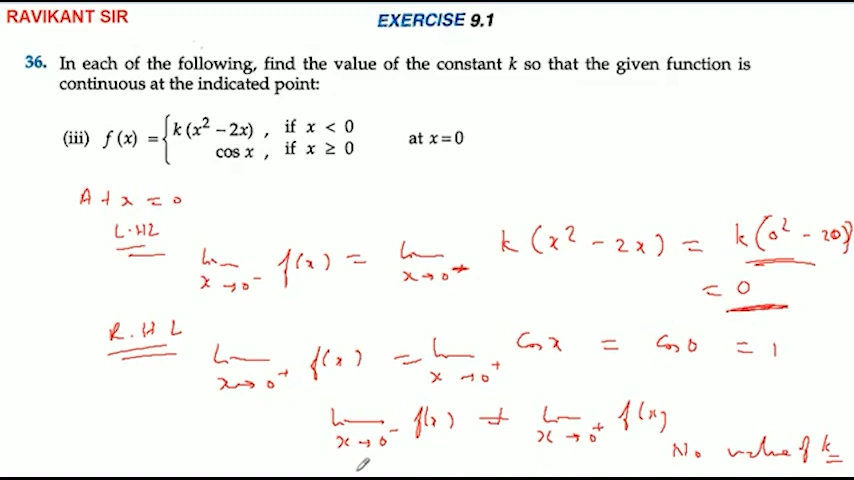 RAVIKANT SIR
EXERCISE 9.1
36. In each of the following, find the value of the constant k so that the given function is
continuous at the indicated point:
(iii) f(x) = { k(x² − 2x) , if x < 0
cos x , if x ≥ 0
at x = 0
At x = 0
L.HL
lim x→0⁻ f(x) = lim x→0⁻ k(x² − 2x) = k(0² − 20)
= 0
R.HL
lim x→0⁺ f(x) = lim x→0⁺ Cos x = Cos 0 = 1
lim x→0⁻ f(x) ≠ lim x→0⁺ f(x)
No value of k